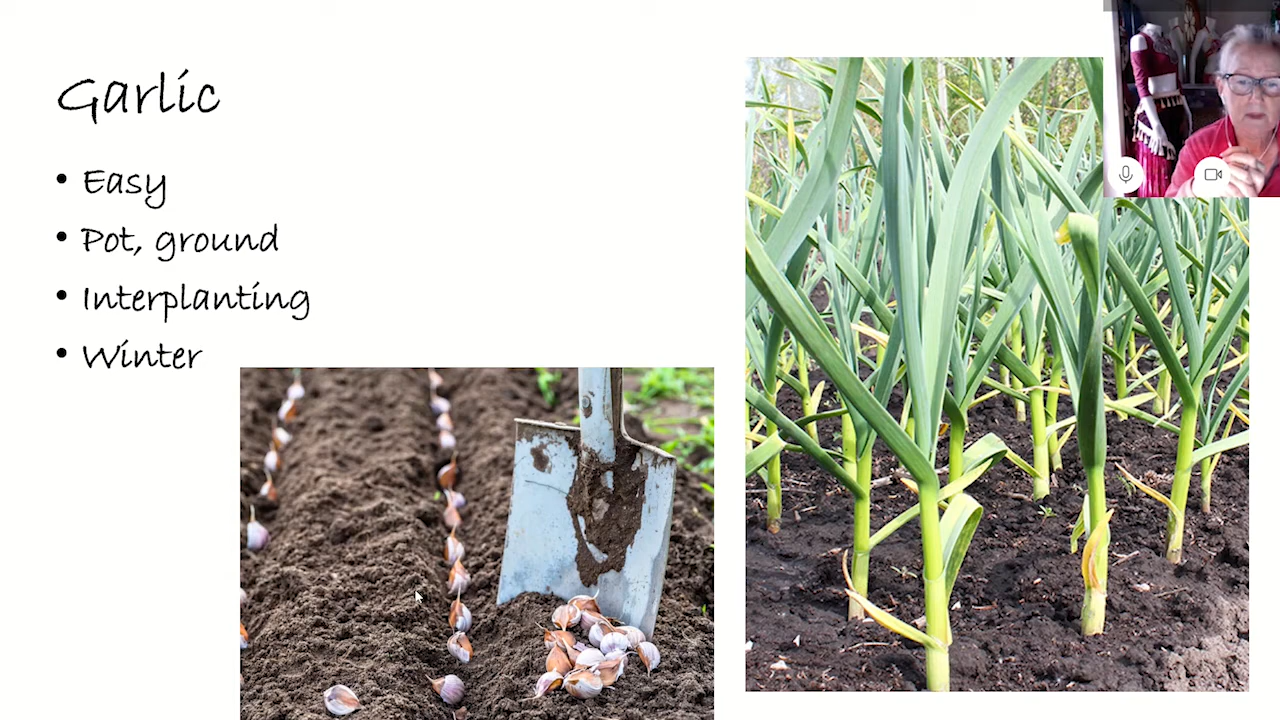 Garlic
• Easy
• Pot, ground
• Interplanting
• Winter